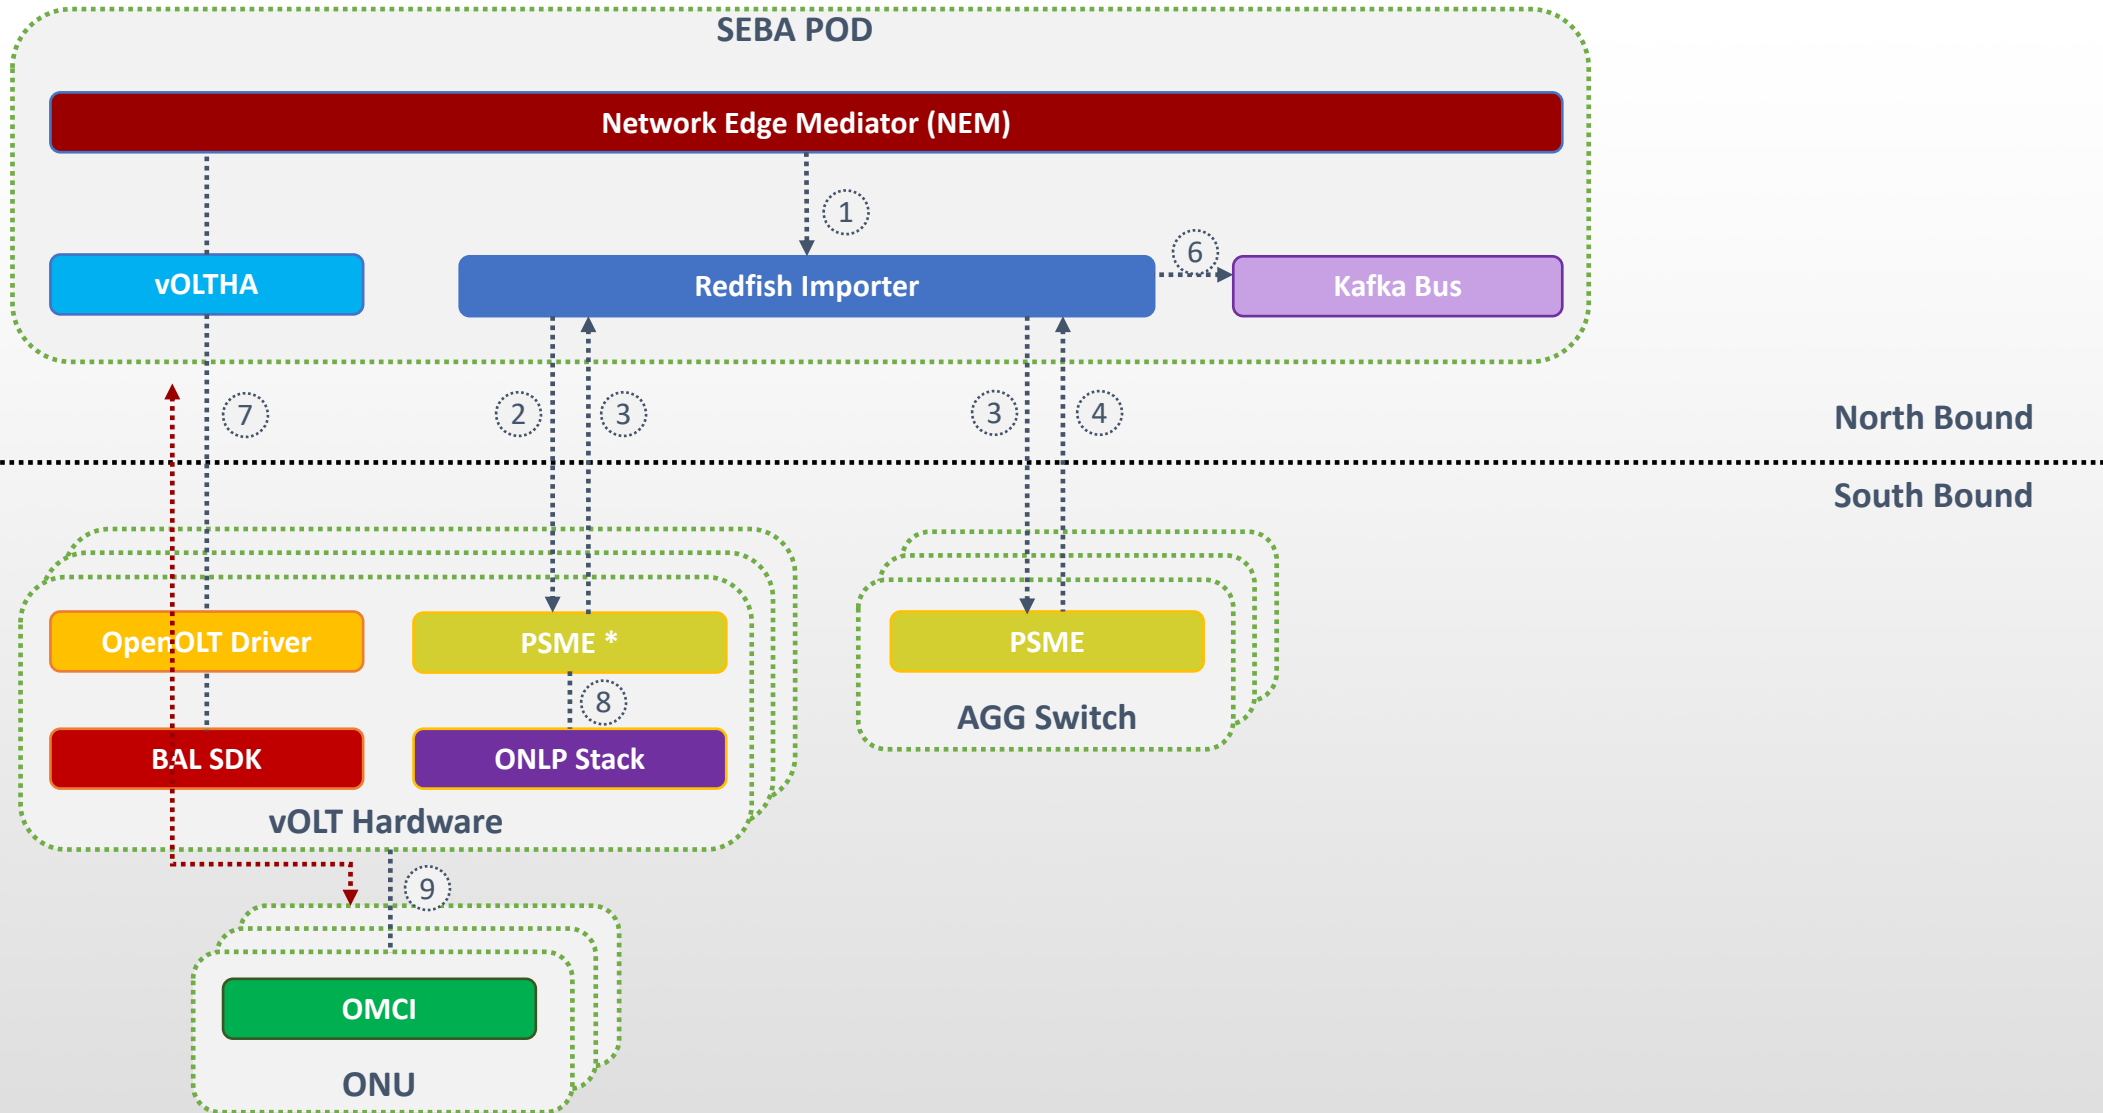 SEBA POD
Network Edge Mediator (NEM)
1
6
vOLTHA
Redfish Importer
Kafka Bus
7
2
3
3
4
North Bound
South Bound
OpenOLT Driver
PSME *
PSME
8
AGG Switch
BAL SDK
ONLP Stack
vOLT Hardware
9
OMCI
ONU